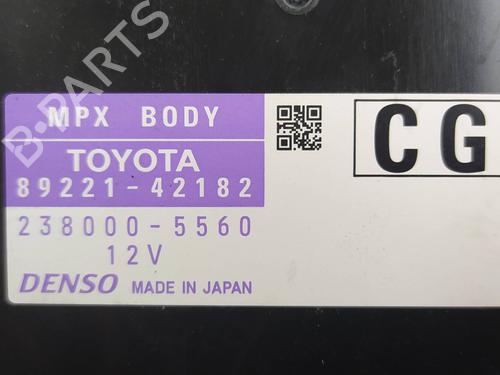 MPX BODY
TOYOTA
89221-42182
238000-5560
12V
DENSO MADE IN JAPAN
CG
B-PARTS